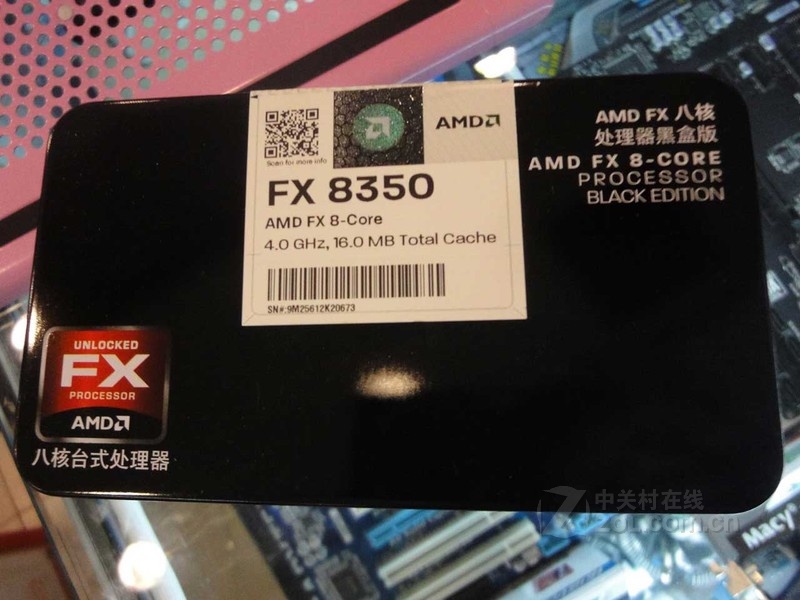 AMD
Scan for more info
FX 8350
AMD FX 8-Core
4.0 GHz, 16.0 MB Total Cache
SN#:9M25612K20673
AMD FX 八核
处理器黑盒版
AMD FX 8-CORE
PROCESSOR
BLACK EDITION
UNLOCKED
FX
PROCESSOR
AMD
八核台式处理器
中关村在线
zol.com.cn
Macy